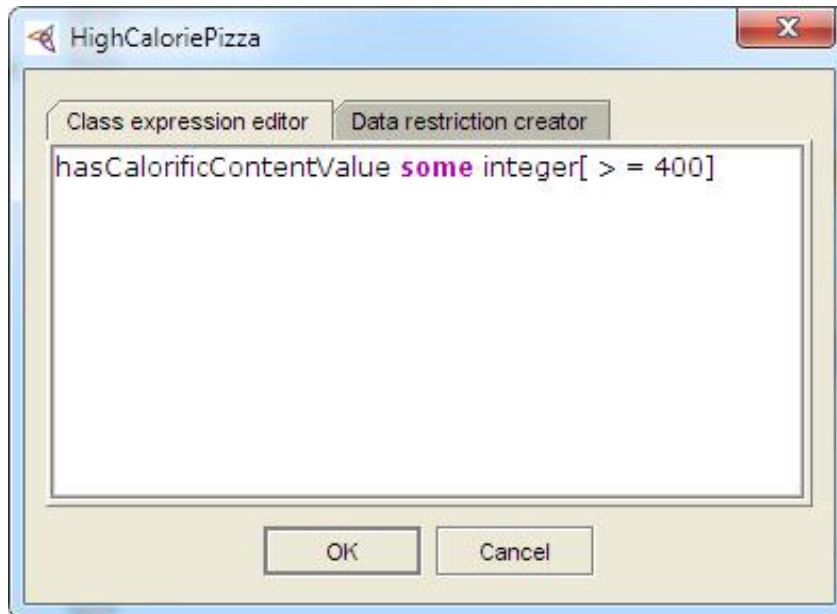 HighCaloriePizza
Class expression editor
Data restriction creator
hasCalorificContentValue some integer[ > = 400]
OK
Cancel